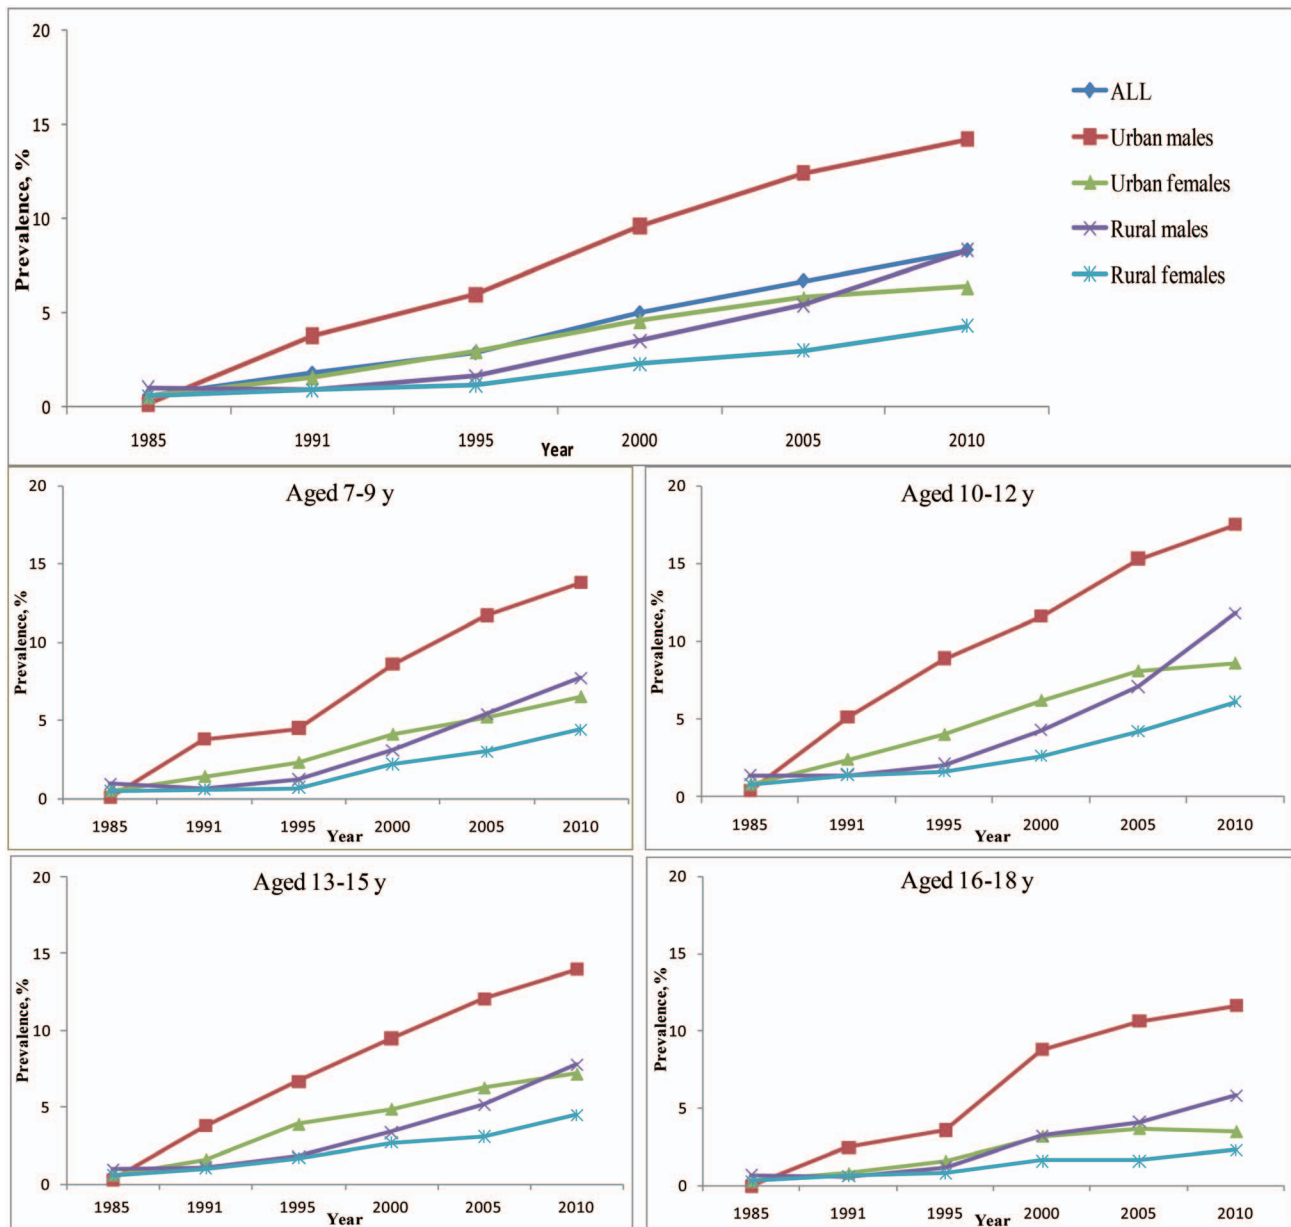 20
15
10
5
0
Prevalence, %
1985
1991
1995
2000
2005
2010
Year
ALL
Urban males
Urban females
Rural males
Rural females
Aged 7-9 y
20
15
10
5
0
Prevalence, %
1985
1991
1995
2000
2005
2010
Year
Aged 10-12 y
20
15
10
5
0
Prevalence, %
1985
1991
1995
2000
2005
2010
Year
Aged 13-15 y
20
15
10
5
0
Prevalence, %
1985
1991
1995
2000
2005
2010
Year
Aged 16-18 y
20
15
10
5
0
Prevalence, %
1985
1991
1995
2000
2005
2010
Year